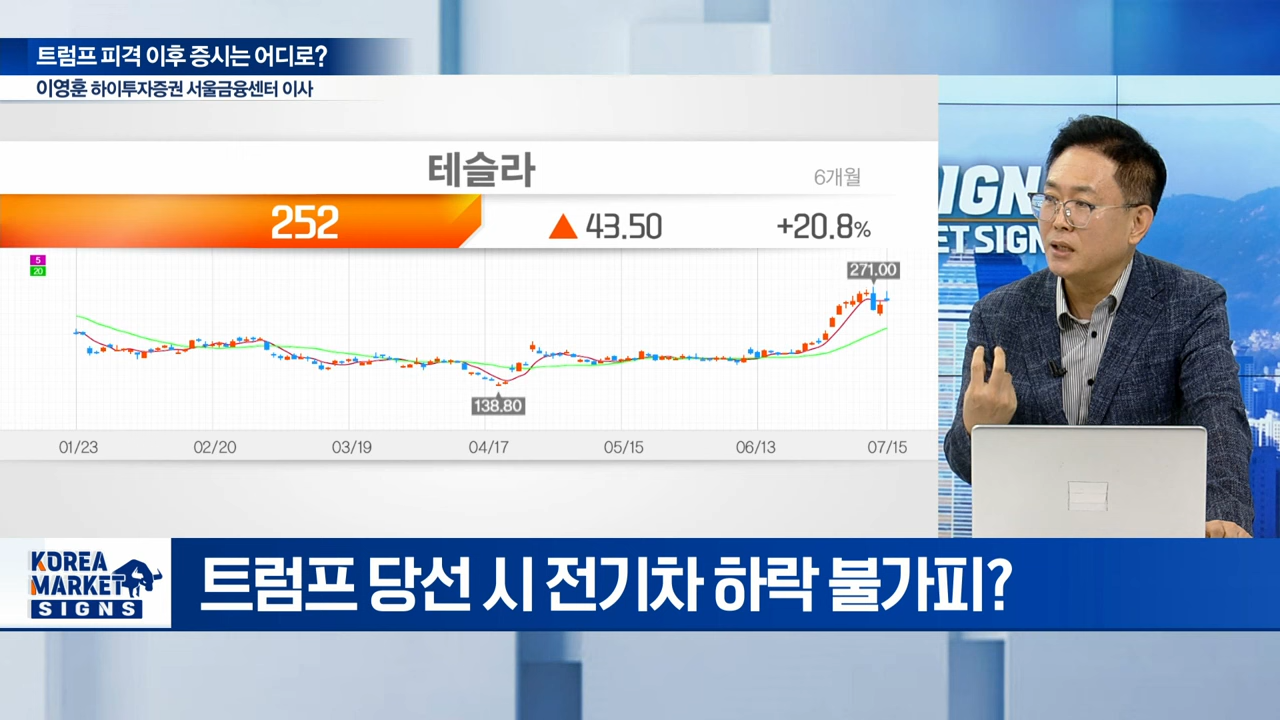 트럼프 피격 이후 증시는 어디로?
이영훈 하이투자증권 서울금융센터 이사
테슬라
6개월
252 ▲ 43.50 +20.8%
5
20
271.00
138.80
01/23 02/20 03/19 04/17 05/15 06/13 07/15
IGN
ET SIGN
KOREA
MARKET
SIGNS
트럼프 당선 시 전기차 하락 불가피?